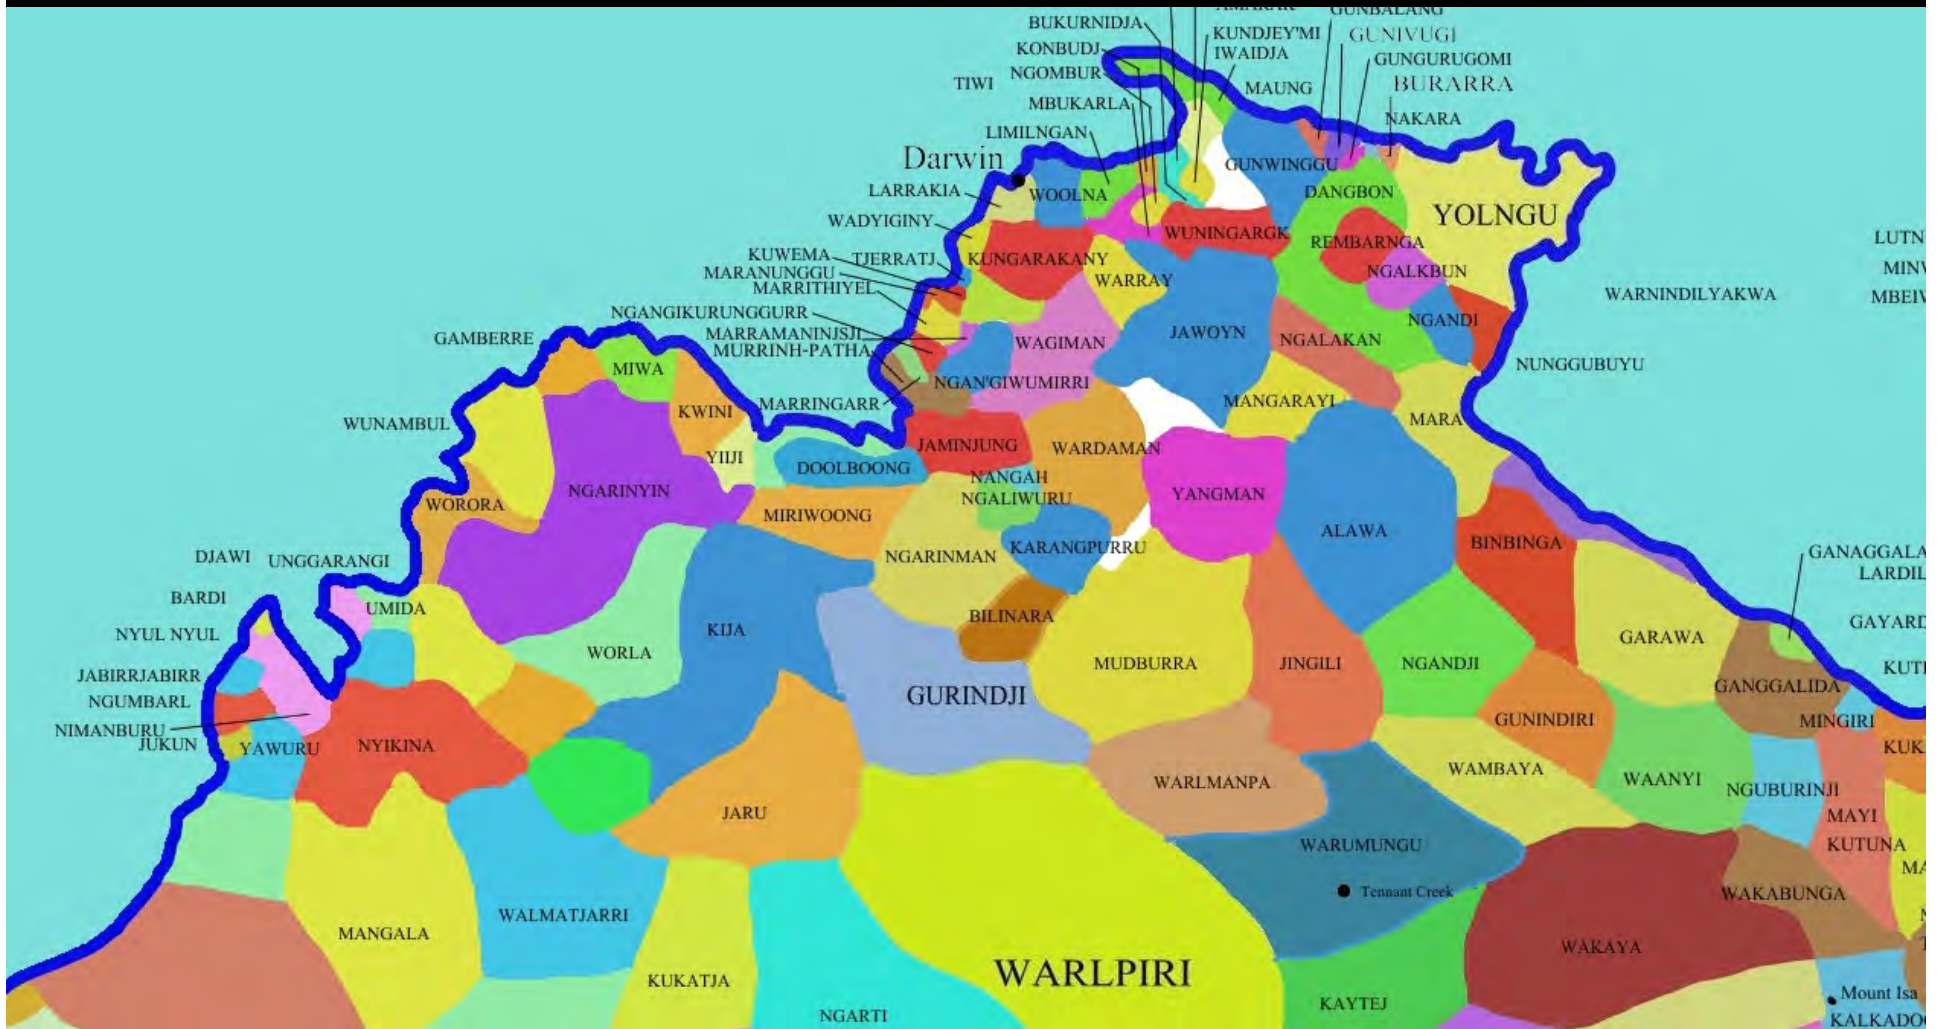 GUNBALANG
BUKURNIDJA
KUNDJEY'MI
GUNIVUGI
KONBUDJ
IWAIDJA
GUNGURUGOMI
NGOMBUR
TIWI
MAUNG
BURARRA
MBUKARLA
NAKARA
LIMILNGAN
Darwin
GUNWINGGU
LARRAKIA
WOOLNA
DANGBON
YOLNGU
WADYIGINY
WUNINGARGK
REMBARNGA
LUTN
KUWEMA
TJERRATJ
KUNGARAKANY
NGALKBUN
MINV
MARANUNGGU
WARRAY
MARRITHIYEL
WARNINDILYAKWA
MBEIV
NGANGIKURUNGGURR
NGANDI
MARRAMANINJSJI
WAGIMAN
JAWOYN
NGALAKAN
GAMBERRE
MURRINH-PATHA
NUNGGUBUYU
MIWA
NGAN'GIWUMIRRI
MARRINGARR
MANGARAYI
KWINI
MARA
WUNAMBUL
JAMINJUNG
WARDAMAN
YIIJI
DOOLBOONG
NANGAH
NGARINYIN
NGALIWURU
YANGMAN
WORORA
MIRIWOONG
ALAWA
BINBINGA
NGARINMAN
KARANGPURRU
DJAWI
UNGGARANGI
GANAGGALA
LARDIL
BARDI
UMIDA
BILINARA
GAYARD
NYUL NYUL
KIJA
GARAWA
WORLA
MUDBURRA
JINGILI
NGANDJI
KUTI
JABIRRJABIRR
GURINDJI
GANGGALIDA
NGUMBARL
GUNINDIRI
MINGIRI
NIMANBURU
JUKUN
YAWURU
NYIKINA
KUK
WAMBAYA
WARLMANPA
WAANYI
NGUBURINJI
JARU
MAYI
KUTUNA
WARUMUNGU
MA
Tennant Creek
WAKABUNGA
WALMATJARRI
MANGALA
WAKAYA
WARLPIRI
KUKATJA
Mount Isa
KAYTEJ
NGARTI
KALKADO